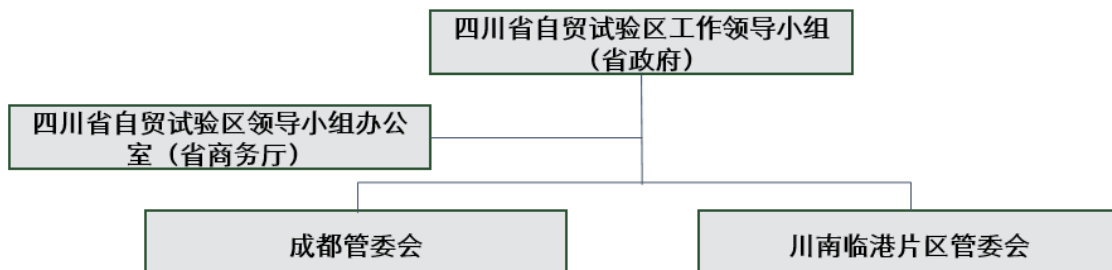 四川省自贸试验区工作领导小组
（省政府）
四川省自贸试验区领导小组办公
室（省商务厅）
成都管委会
川南临港片区管委会